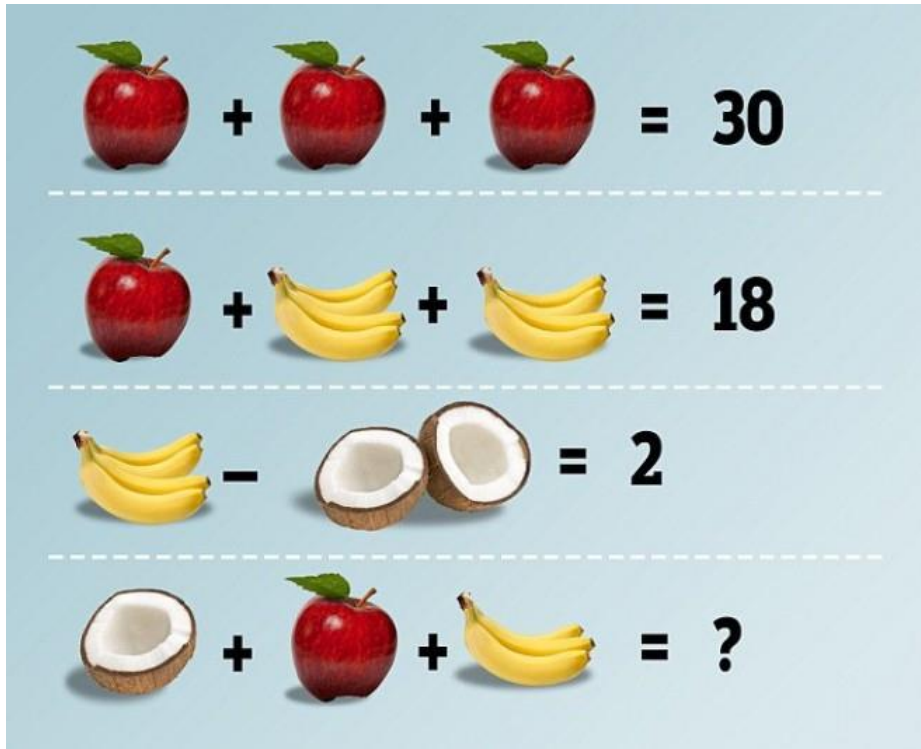 + + = 30
+ + = 18
– = 2
+ + = ?